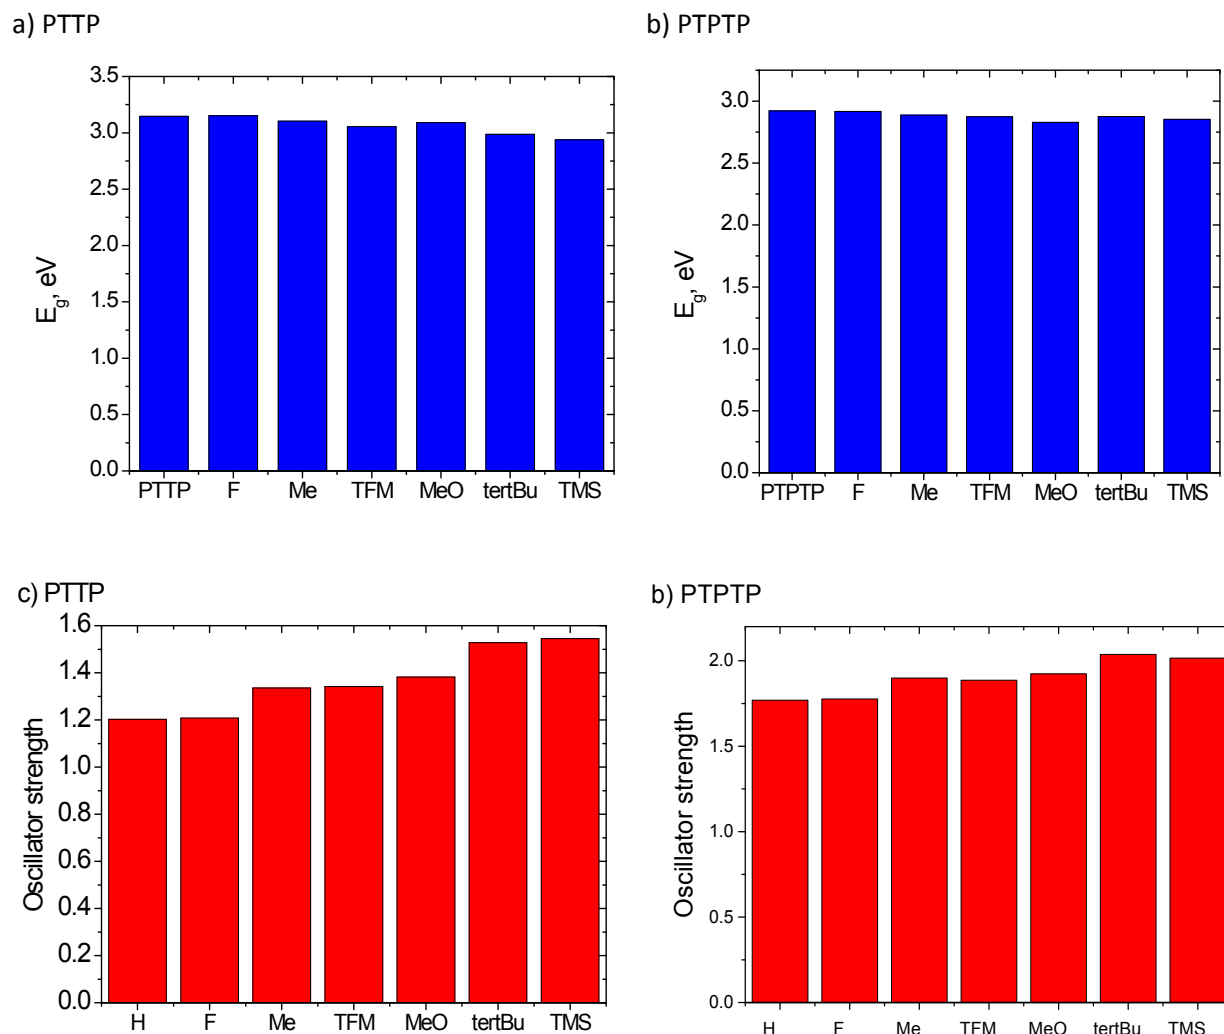 a) PTTP
3.5
3.0
2.5
2.0
1.5
1.0
0.5
0.0
E_g, eV
PTTP F Me TFM MeO tertBu TMS
b) PTPTP
3.0
2.5
2.0
1.5
1.0
0.5
0.0
E_g, eV
PTPTP F Me TFM MeO tertBu TMS
c) PTTP
1.6
1.4
1.2
1.0
0.8
0.6
0.4
0.2
0.0
Oscillator strength
H F Me TFM MeO tertBu TMS
b) PTPTP
2.0
1.5
1.0
0.5
0.0
Oscillator strength
H F Me TFM MeO tertBu TMS